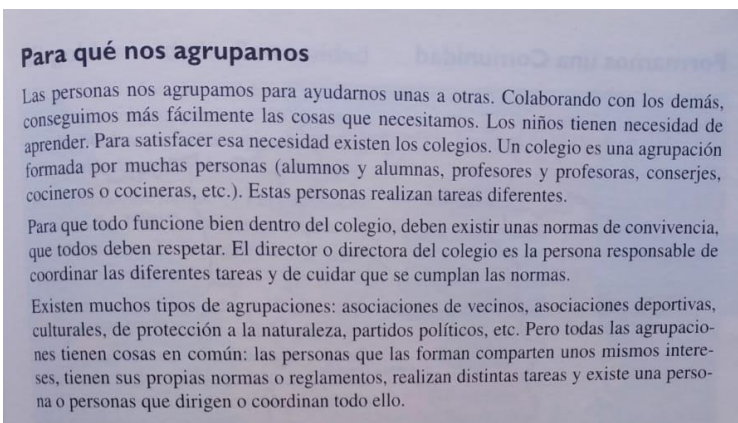 Para qué nos agrupamos
Las personas nos agrupamos para ayudarnos unas a otras. Colaborando con los demás,
conseguimos más fácilmente las cosas que necesitamos. Los niños tienen necesidad de
aprender. Para satisfacer esa necesidad existen los colegios. Un colegio es una agrupación
formada por muchas personas (alumnos y alumnas, profesores y profesoras, conserjes,
cocineros o cocineras, etc.). Estas personas realizan tareas diferentes.
Para que todo funcione bien dentro del colegio, deben existir unas normas de convivencia,
que todos deben respetar. El director o directora del colegio es la persona responsable de
coordinar las diferentes tareas y de cuidar que se cumplan las normas.
Existen muchos tipos de agrupaciones: asociaciones de vecinos, asociaciones deportivas,
culturales, de protección a la naturaleza, partidos políticos, etc. Pero todas las agrupacio-
nes tienen cosas en común: las personas que las forman comparten unos mismos intere-
ses, tienen sus propias normas o reglamentos, realizan distintas tareas y existe una perso-
na o personas que dirigen o coordinan todo ello.